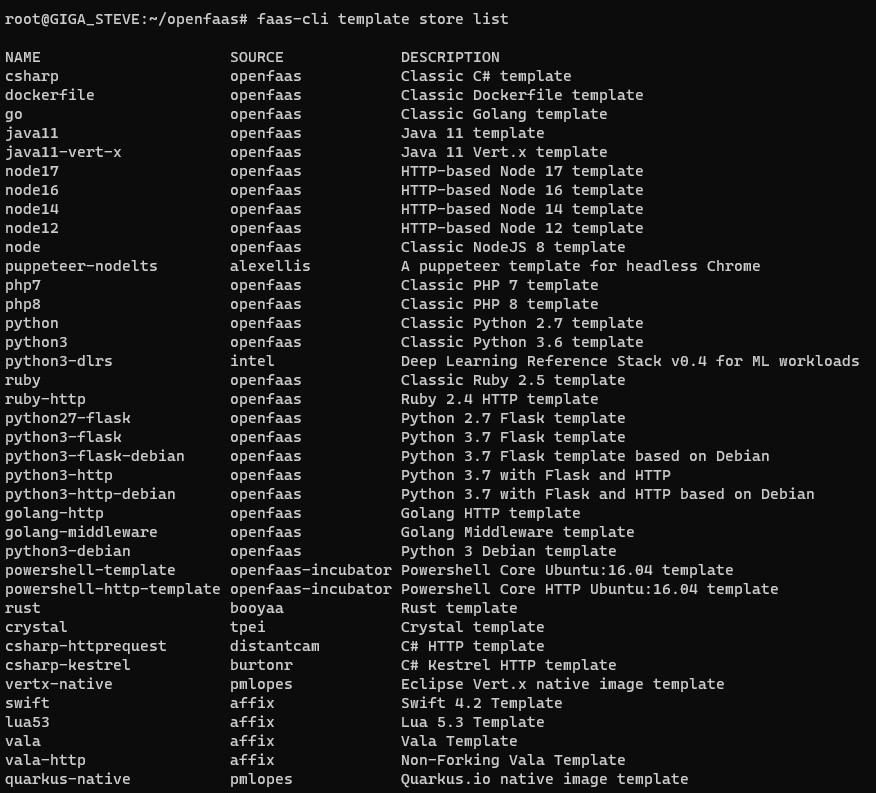 root@GIGA_STEVE:~/openfaas# faas-cli template store list
NAME SOURCE DESCRIPTION
csharp openfaas Classic C# template
dockerfile openfaas Classic Dockerfile template
go openfaas Classic Golang template
java11 openfaas Java 11 template
java11-vert-x openfaas Java 11 Vert.x template
node17 openfaas HTTP-based Node 17 template
node16 openfaas HTTP-based Node 16 template
node14 openfaas HTTP-based Node 14 template
node12 openfaas HTTP-based Node 12 template
node openfaas Classic NodeJS 8 template
puppeteer-nodelts alexellis A puppeteer template for headless Chrome
php7 openfaas Classic PHP 7 template
php8 openfaas Classic PHP 8 template
python openfaas Classic Python 2.7 template
python3 openfaas Classic Python 3.6 template
python3-dlrs intel Deep Learning Reference Stack v0.4 for ML workloads
ruby openfaas Classic Ruby 2.5 template
ruby-http openfaas Ruby 2.4 HTTP template
python27-flask openfaas Python 2.7 Flask template
python3-flask openfaas Python 3.7 Flask template
python3-flask-debian openfaas Python 3.7 Flask template based on Debian
python3-http openfaas Python 3.7 with Flask and HTTP
python3-http-debian openfaas Python 3.7 with Flask and HTTP based on Debian
golang-http openfaas Golang HTTP template
golang-middleware openfaas Golang Middleware template
python3-debian openfaas Python 3 Debian template
powershell-template openfaas-incubator Powershell Core Ubuntu:16.04 template
powershell-http-template openfaas-incubator Powershell Core HTTP Ubuntu:16.04 template
rust booyaa Rust template
crystal tpei Crystal template
csharp-httprequest distantcam C# HTTP template
csharp-kestrel burtonr C# Kestrel HTTP template
vertx-native pmlopes Eclipse Vert.x native image template
swift affix Swift 4.2 Template
lua53 affix Lua 5.3 Template
vala affix Vala Template
vala-http affix Non-Forking Vala Template
quarkus-native pmlopes Quarkus.io native image template